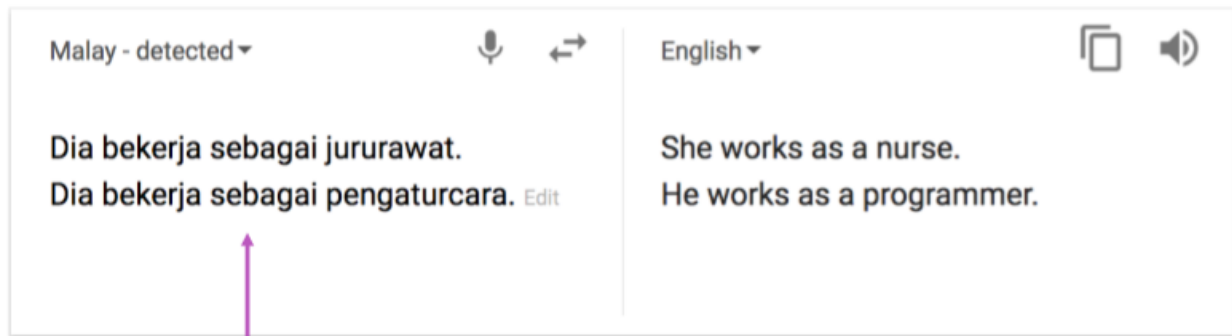 Malay - detected
English
Dia bekerja sebagai jururawat.
Dia bekerja sebagai pengaturcara. Edit
She works as a nurse.
He works as a programmer.